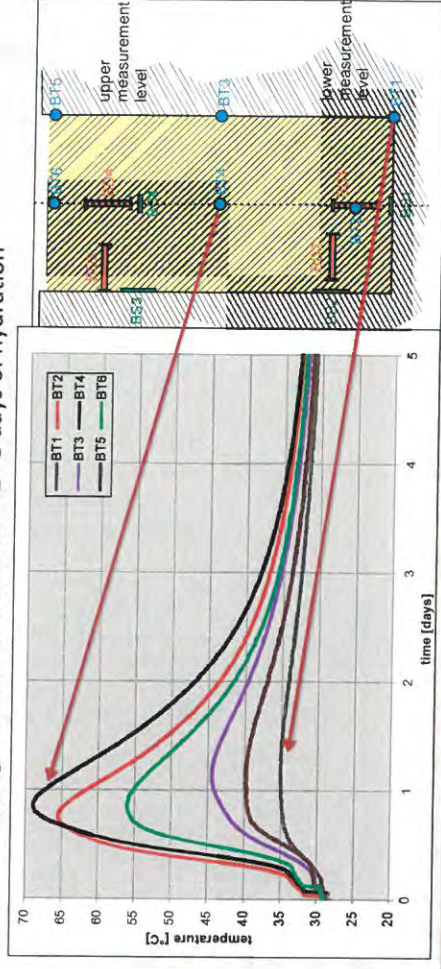 days of hydration
70
65
60
55
50
45
40
35
30
25
20
temperature [°C]
0
1
2
3
4
5
time [days]
BT1 BT2
BT3 BT4
BT5 BT6
BT6
BT5
upper
measurement
level
BS3
BT4
BT3
lower
measurement
level
BT1